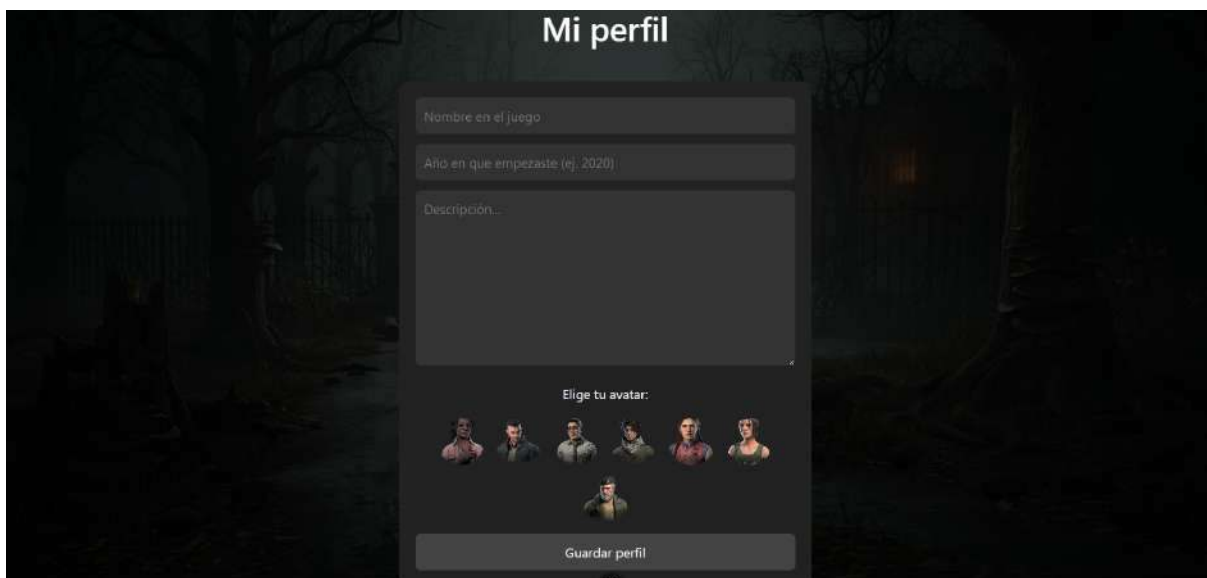 Mi perfil
Nombre en el juego
Año en que empezaste (ej. 2020)
Descripción...
Elige tu avatar:
Guardar perfil